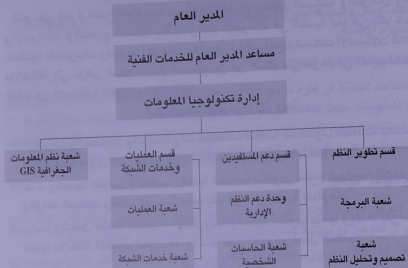 المدير العام
مساعد المدير العام للخدمات الفنية
إدارة تكنولوجيا المعلومات
قسم تطوير النظم
شعبة البرمجة
شعبة
تصميم وتحليل النظم
قسم دعم المستفيدين
وحدة دعم النظم
الإدارية
شعبة الحاسبات
الشخصية
قسم العمليات
وخدمات الشبكة
شعبة العمليات
شعبة خدمات الشبكة
شعبة نظم المعلومات
الجغرافية GIS